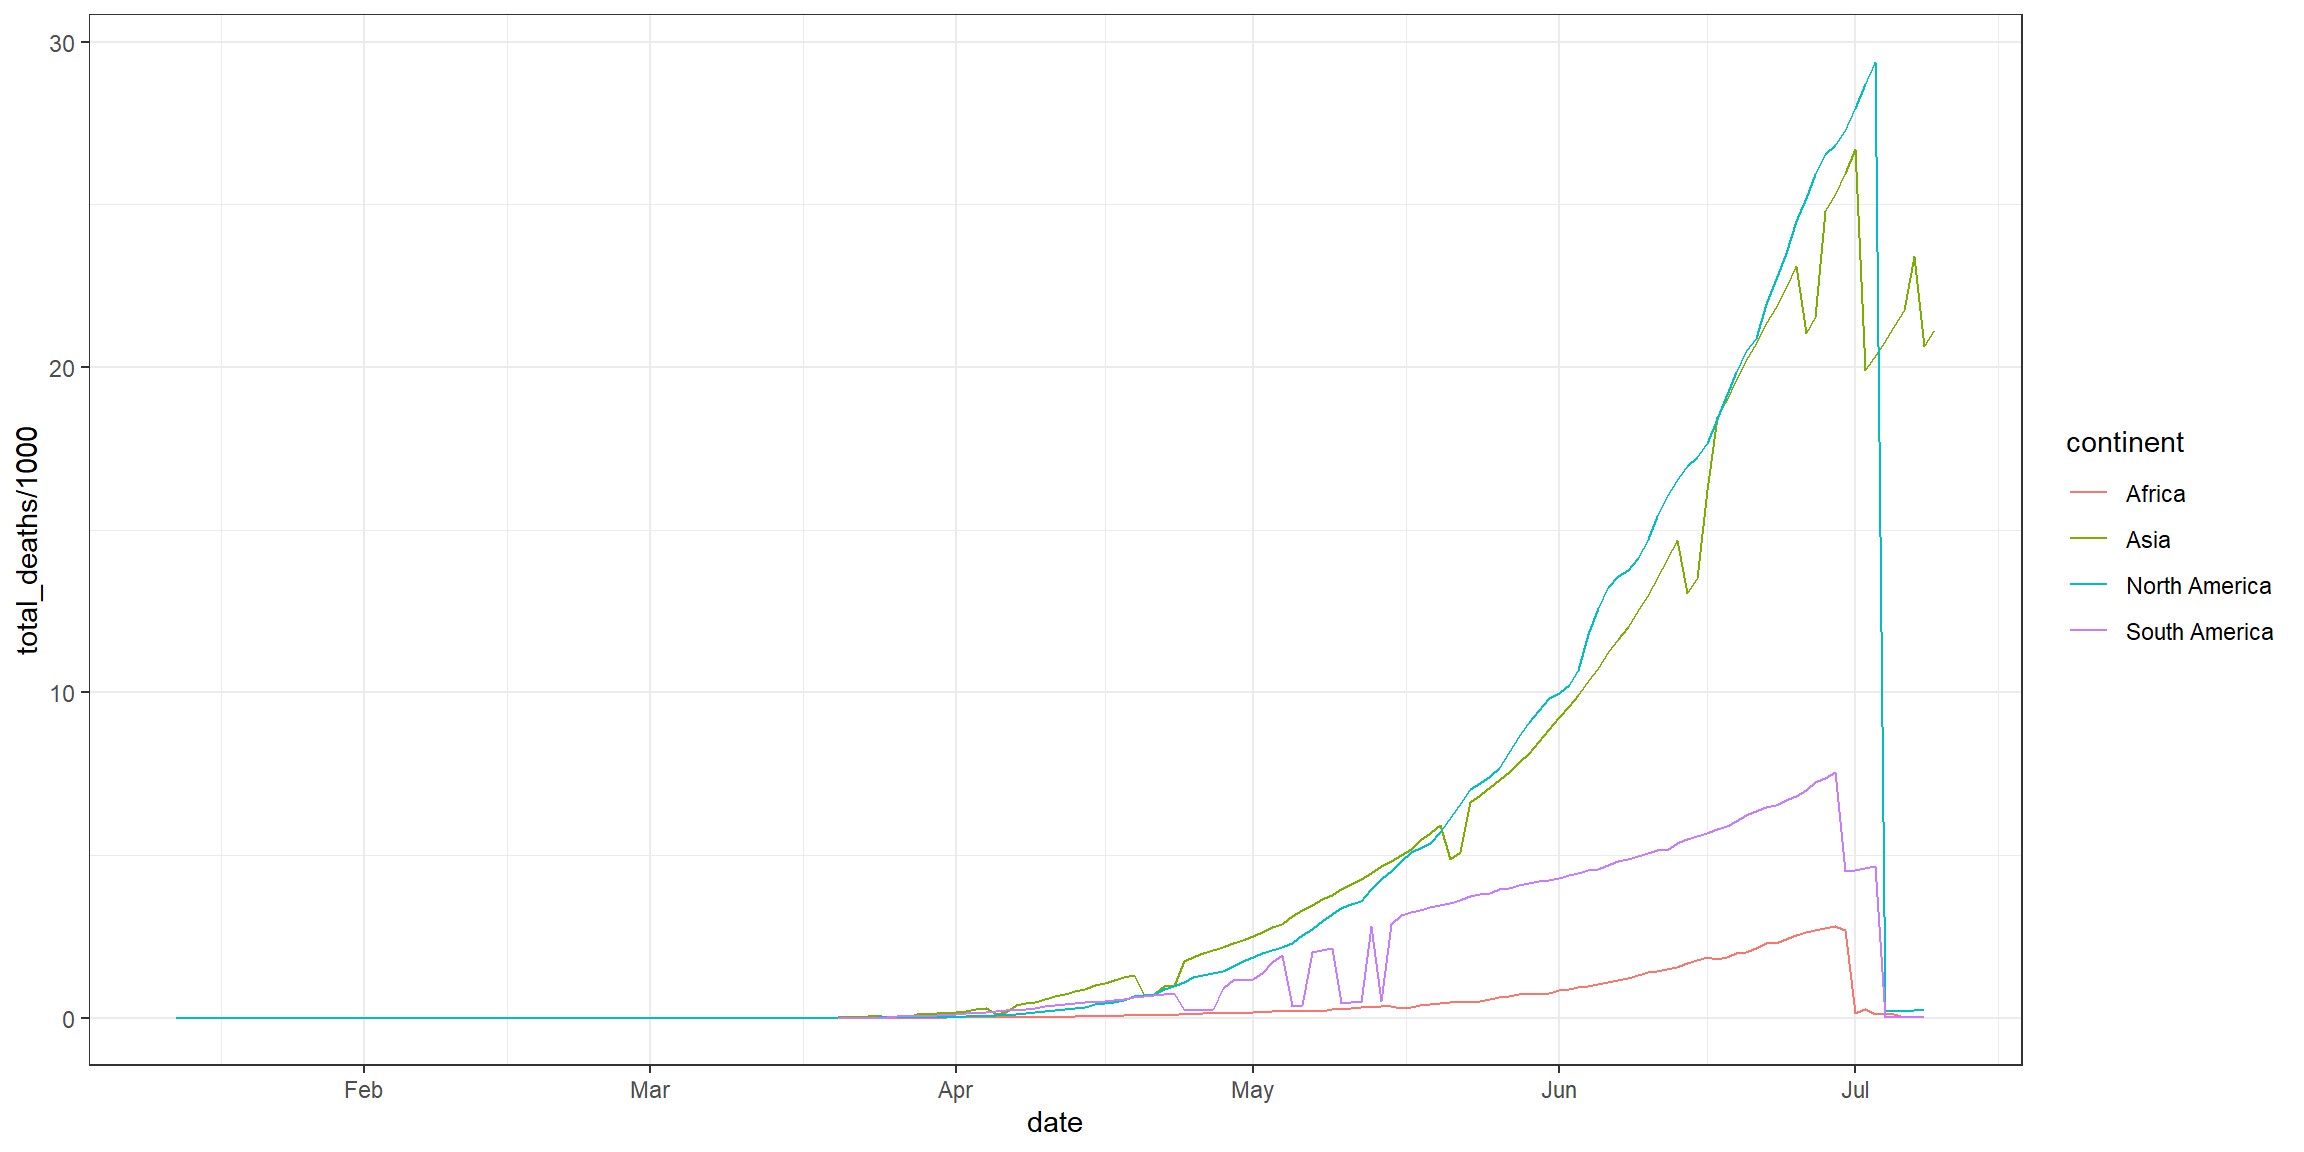 30
20
10
0
total_deaths/1000
Feb Mar Apr May Jun Jul
date
continent
Africa
Asia
North America
South America